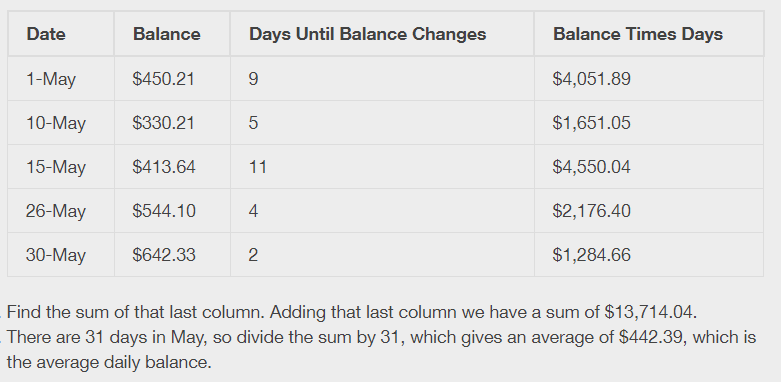 Date Balance Days Until Balance Changes Balance Times Days
1-May $450.21 9 $4,051.89
10-May $330.21 5 $1,651.05
15-May $413.64 11 $4,550.04
26-May $544.10 4 $2,176.40
30-May $642.33 2 $1,284.66
. Find the sum of that last column. Adding that last column we have a sum of $13,714.04.
. There are 31 days in May, so divide the sum by 31, which gives an average of $442.39, which is
the average daily balance.